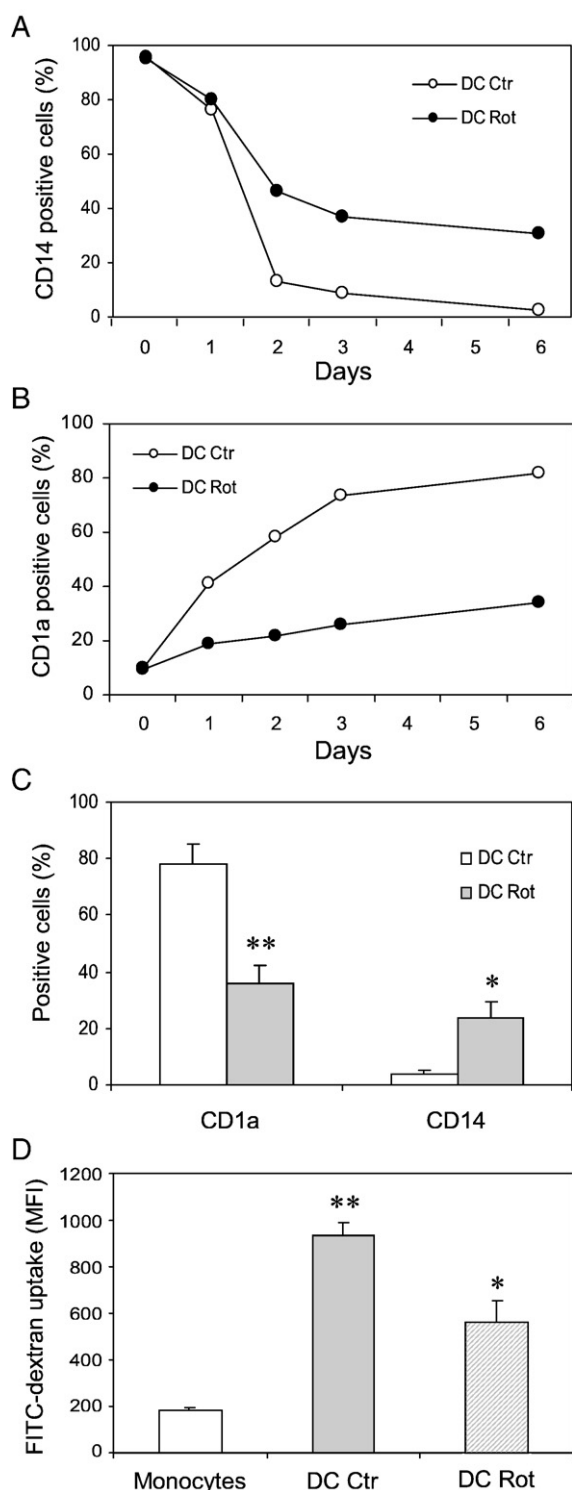 A
CD14 positive cells (%)
100
80
60
40
20
0
DC Ctr
DC Rot
0 1 2 3 4 5 6
Days
B
CD1a positive cells (%)
100
80
60
40
20
0
DC Ctr
DC Rot
0 1 2 3 4 5 6
Days
C
Positive cells (%)
100
80
60
40
20
0
DC Ctr
DC Rot
**
*
CD1a CD14
D
FITC-dextran uptake (MFI)
1200
1000
800
600
400
200
0
**
*
Monocytes DC Ctr DC Rot